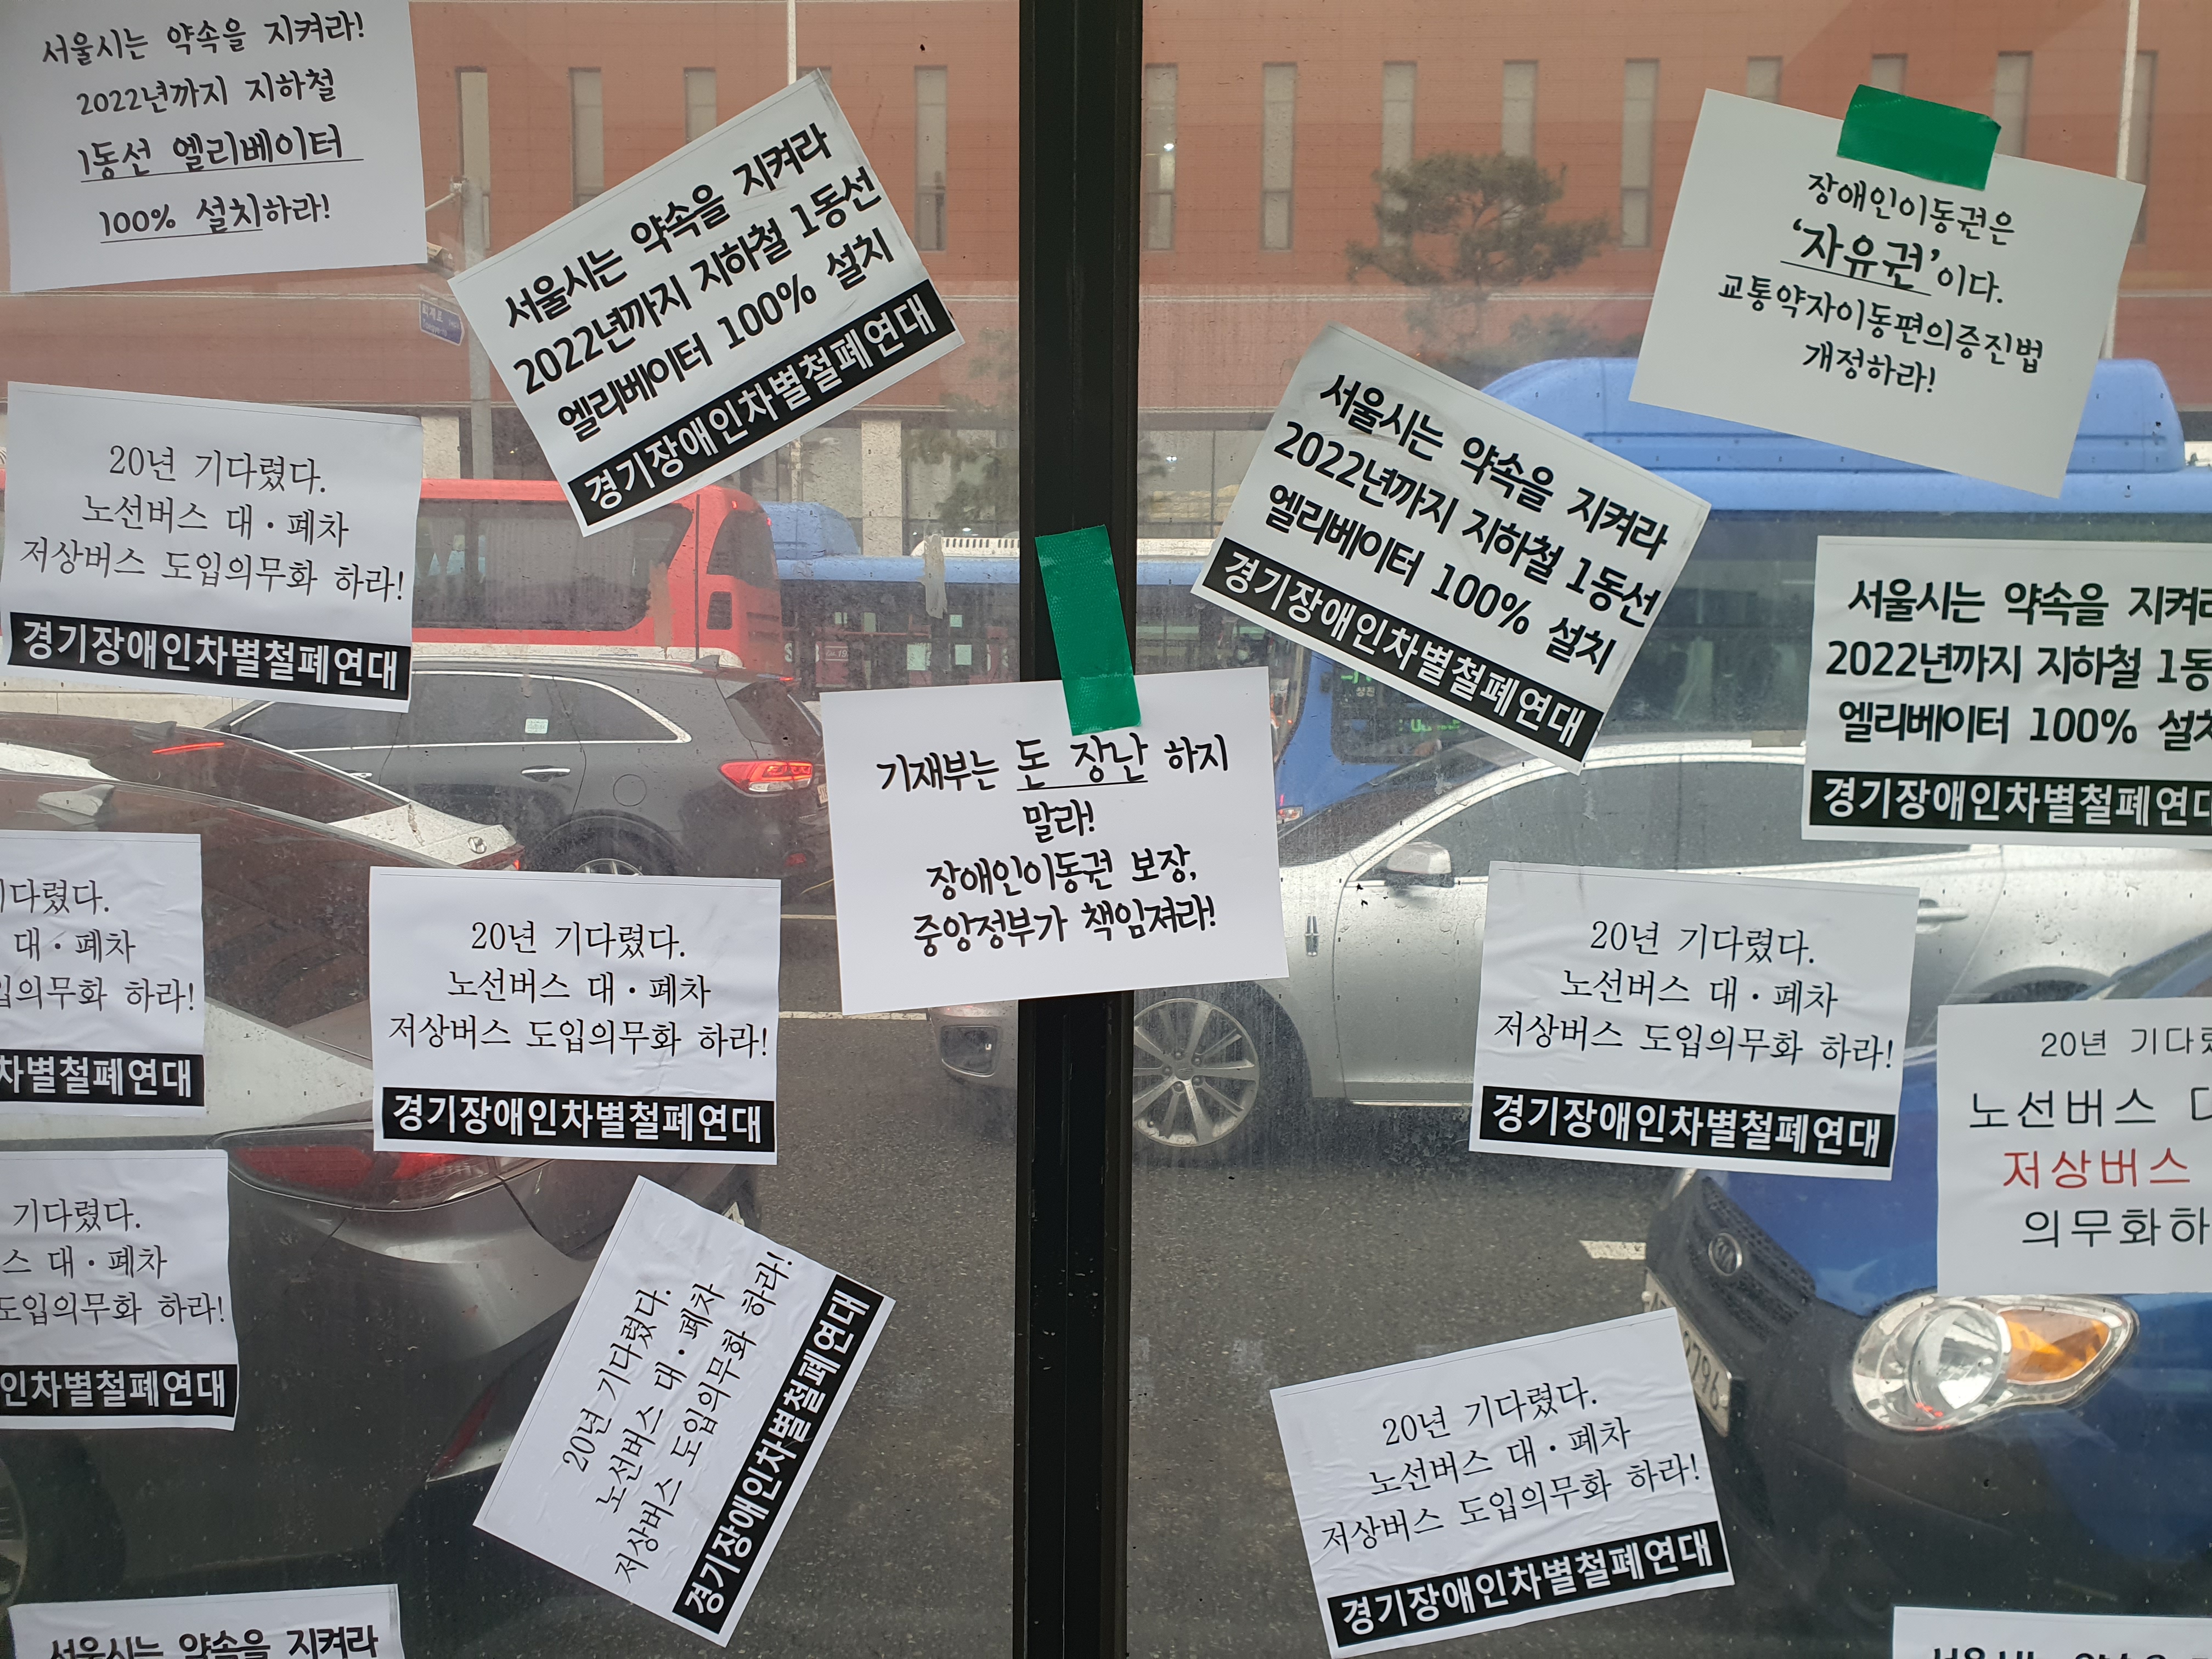 서울시는 약속을 지켜라!
2022년까지 지하철
1동선 엘리베이터
100% 설치하라!
서울시는 약속을 지켜라
2022년까지 지하철 1동선
엘리베이터 100% 설치
경기장애인차별철폐연대
장애인이동권은
'자유권'이다.
교통약자이동편의증진법
개정하라!
20년 기다렸다.
노선버스 대·폐차
저상버스 도입의무화 하라!
경기장애인차별철폐연대
서울시는 약속을 지켜라
2022년까지 지하철 1동선
엘리베이터 100% 설치
경기장애인차별철폐연대
서울시는 약속을 지켜라
2022년까지 지하철 1동
엘리베이터 100% 설치
경기장애인차별철폐연대
기재부는 돈 장난 하지
말라!
장애인이동권 보장,
중앙정부가 책임져라!
기다렸다.
대·폐차
입의무화 하라!
차별철폐연대
20년 기다렸다.
노선버스 대·폐차
저상버스 도입의무화 하라!
경기장애인차별철폐연대
20년 기다렸다.
노선버스 대·폐차
저상버스 도입의무화 하라!
경기장애인차별철폐연대
20년 기다렸
노선버스
저상버스
의무화하
기다렸다.
스 대·폐차
도입의무화 하라!
인차별철폐연대
20년 기다렸다.
노선버스 대·폐차
저상버스 도입의무화 하라!
경기장애인차별철폐연대
20년 기다렸다.
노선버스 대·폐차
저상버스 도입의무화 하라!
경기장애인차별철폐연대
서울시는 약속을 지켜라